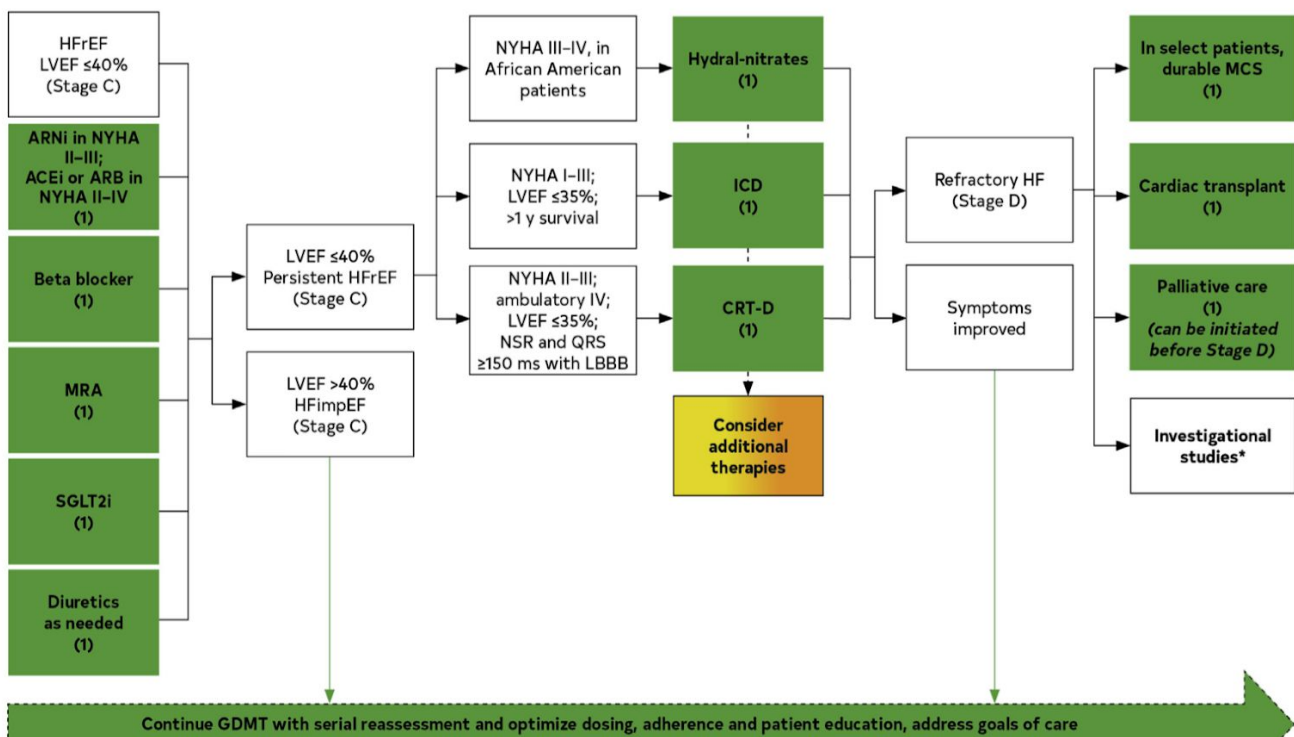 HFrEF
LVEF ≤40%
(Stage C)
ARNi in NYHA
II–III;
ACEi or ARB in
NYHA II–IV
(1)
Beta blocker
(1)
MRA
(1)
SGLT2i
(1)
Diuretics
as needed
(1)
LVEF ≤40%
Persistent HFrEF
(Stage C)
LVEF >40%
HFimpEF
(Stage C)
NYHA III–IV, in
African American
patients
NYHA I–III;
LVEF ≤35%;
>1 y survival
NYHA II–III;
ambulatory IV;
LVEF ≤35%;
NSR and QRS
≥150 ms with LBBB
Hydral-nitrates
(1)
ICD
(1)
CRT-D
(1)
Consider
additional
therapies
Refractory HF
(Stage D)
Symptoms
improved
In select patients,
durable MCS
(1)
Cardiac transplant
(1)
Palliative care
(1)
(can be initiated
before Stage D)
Investigational
studies*
Continue GDMT with serial reassessment and optimize dosing, adherence and patient education, address goals of care